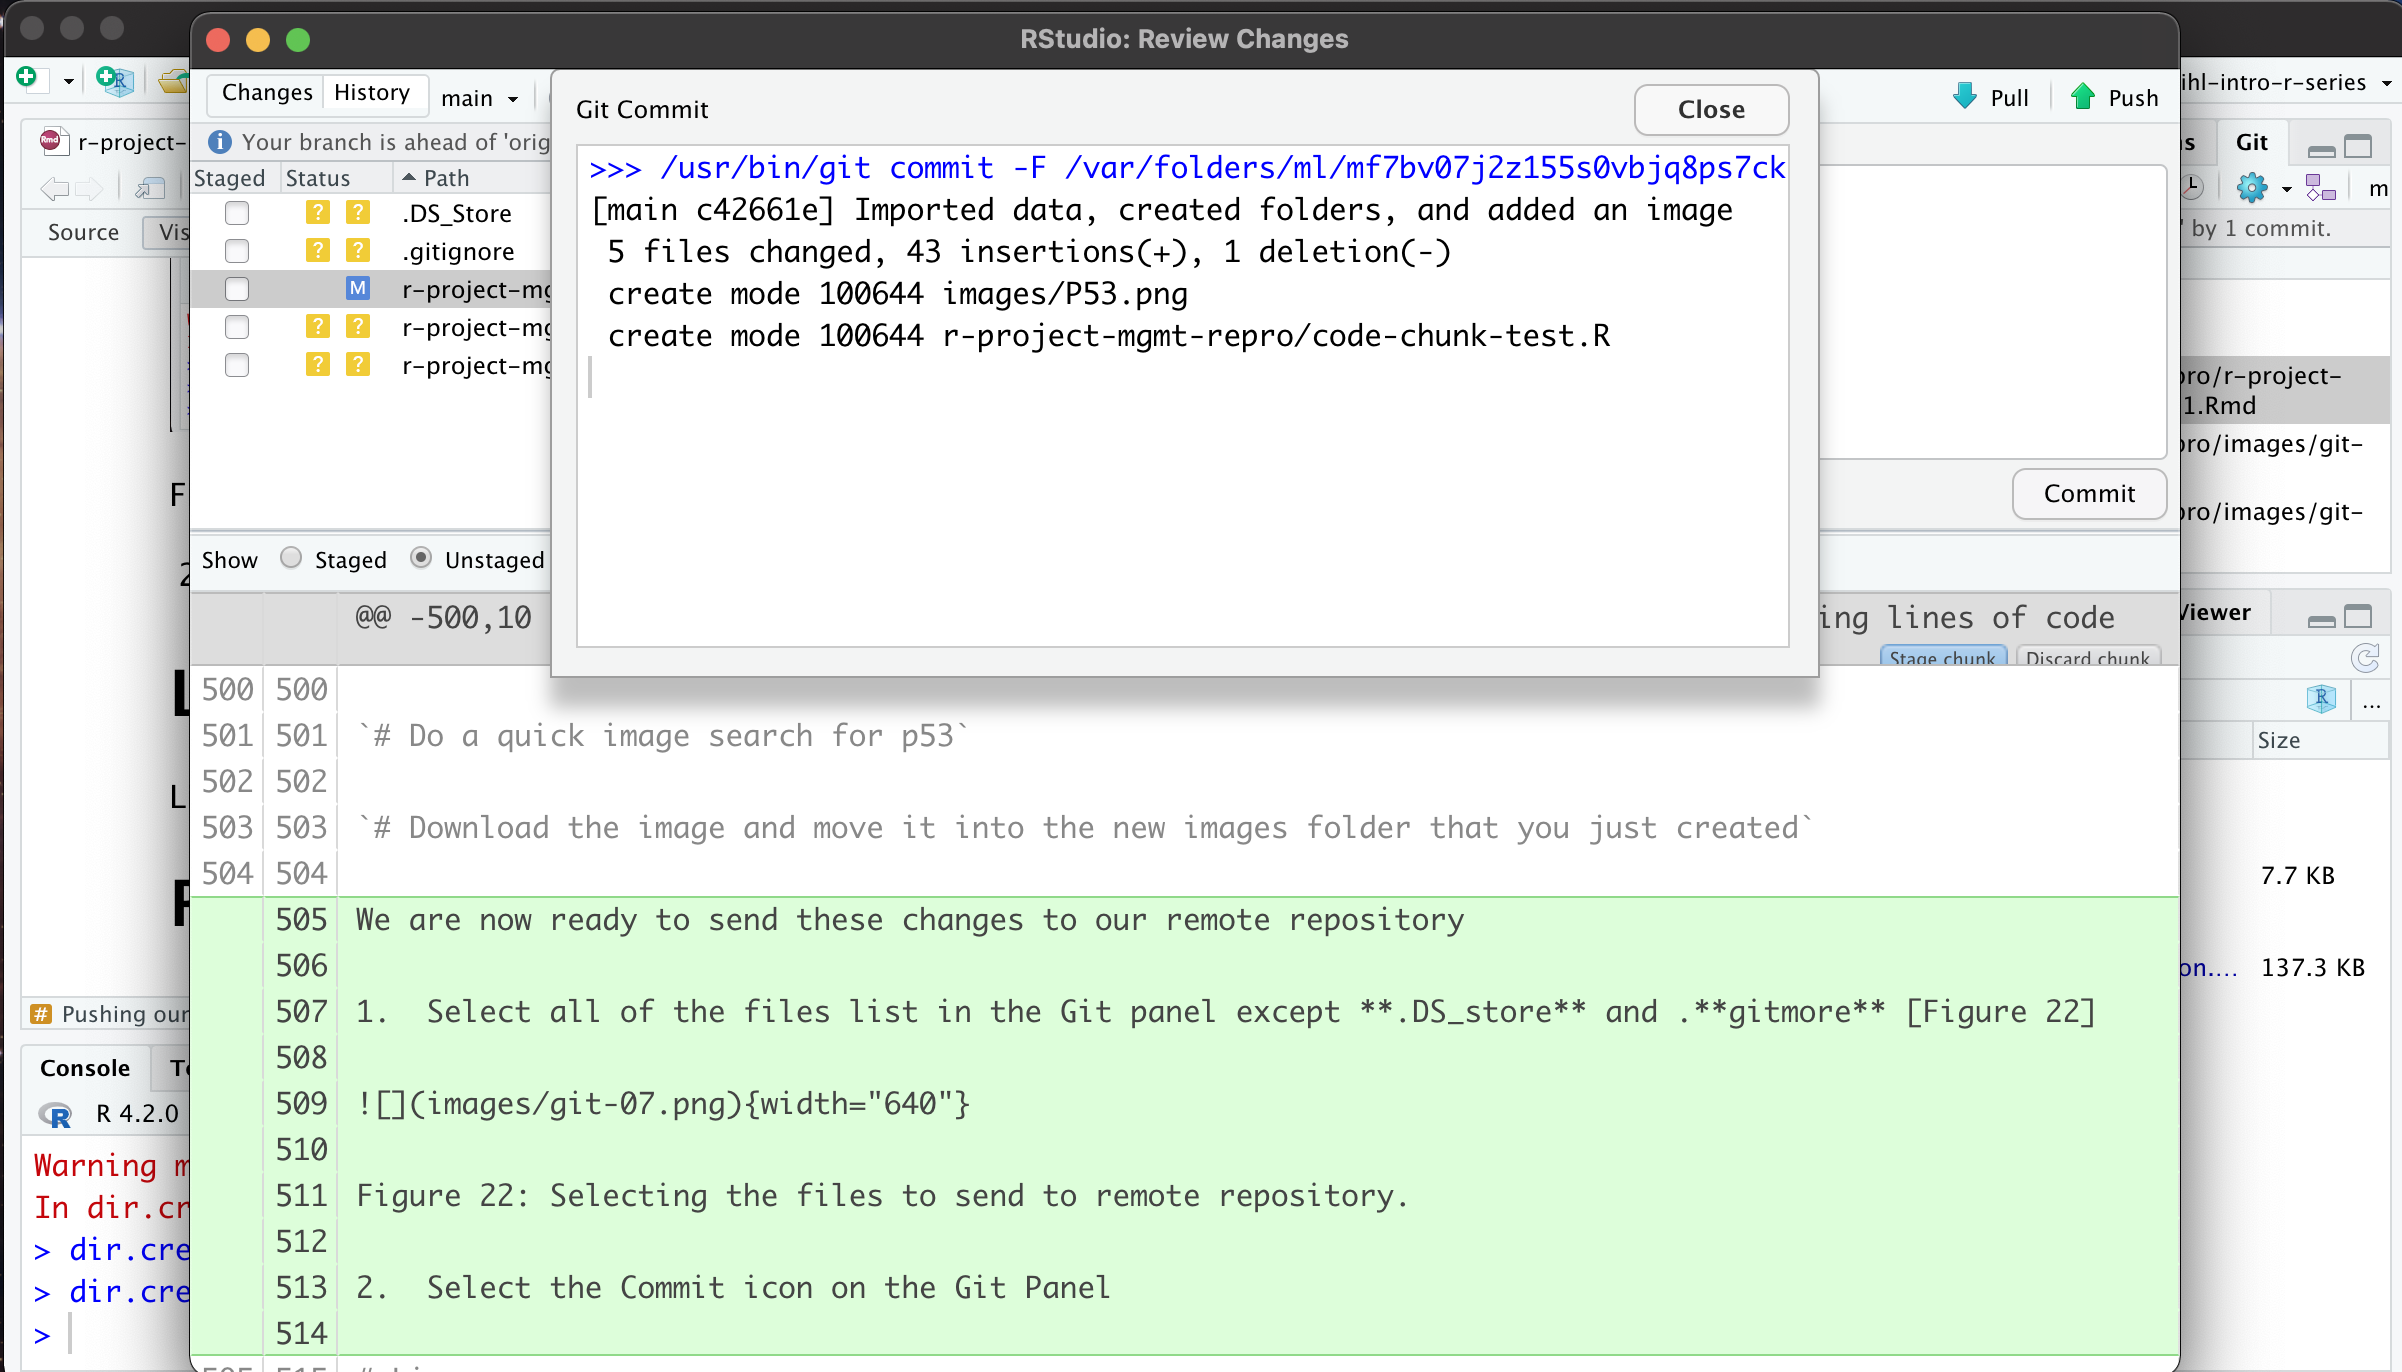 RStudio: Review Changes
Changes History main
Pull Push
ihl-intro-r-series
Your branch is ahead of 'orig
Staged Status Path
.DS_Store
.gitignore
M r-project-mg
r-project-mg
r-project-mg
Git Commit
Close
>>> /usr/bin/git commit -F /var/folders/ml/mf7bv07j2z155s0vbjq8ps7ck
[main c42661e] Imported data, created folders, and added an image
5 files changed, 43 insertions(+), 1 deletion(-)
create mode 100644 images/P53.png
create mode 100644 r-project-mgmt-repro/code-chunk-test.R
Commit
Show Staged Unstaged
@@ -500,10
ing lines of code
Stage chunk Discard chunk
500 500
501 501 `# Do a quick image search for p53`
502 502
503 503 `# Download the image and move it into the new images folder that you just created`
504 504
505 We are now ready to send these changes to our remote repository
506
507 1.  Select all of the files list in the Git panel except **.DS_store** and .**gitmore** [Figure 22]
508
509 ![](images/git-07.png){width="640"}
510
511 Figure 22: Selecting the files to send to remote repository.
512
513 2.  Select the Commit icon on the Git Panel
514
r-project-
Source Vis
F
2
L
Pushing our
Console Te
R 4.2.0
Warning m
In dir.cr
> dir.cre
> dir.cre
>
s Git
m
' by 1 commit.
pro/r-project-
1.Rmd
pro/images/git-
pro/images/git-
Viewer
R ...
Size
7.7 KB
on.... 137.3 KB